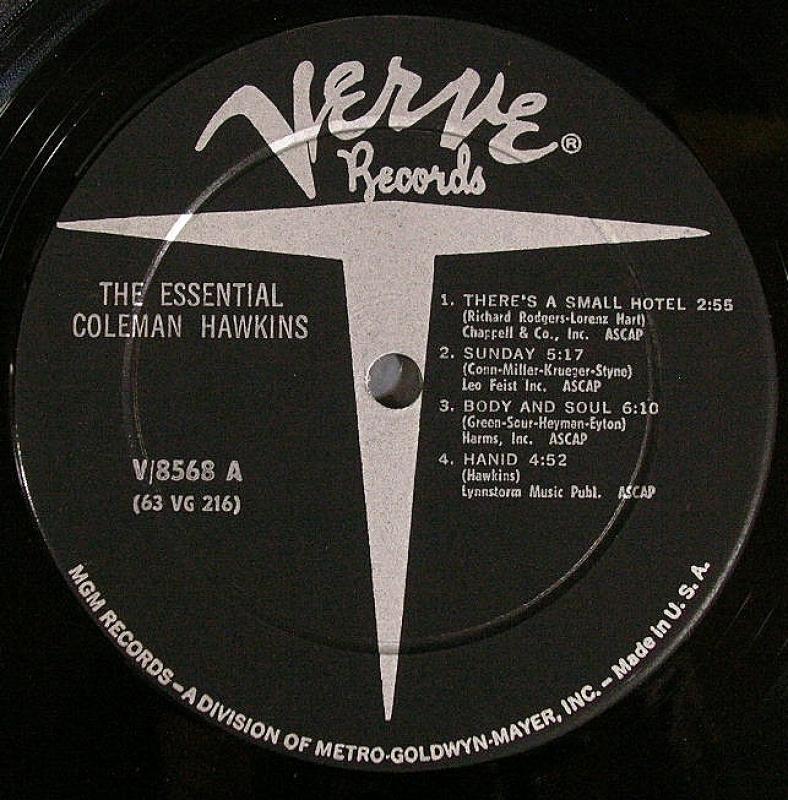 Verve®
Records
THE ESSENTIAL
COLEMAN HAWKINS
V/8568 A
(63 VG 216)
1. THERE'S A SMALL HOTEL 2:55
(Richard Rodgers-Lorenz Hart)
Chappell & Co., Inc. ASCAP
2. SUNDAY 5:17
(Conn-Miller-Krueger-Styne)
Leo Feist Inc. ASCAP
3. BODY AND SOUL 6:10
(Green-Sour-Heyman-Eyton)
Harms, Inc. ASCAP
4. HANID 4:52
(Hawkins)
Lynnstorm Music Publ. ASCAP
MGM RECORDS – A DIVISION OF METRO-GOLDWYN-MAYER, INC. – Made in U. S. A.